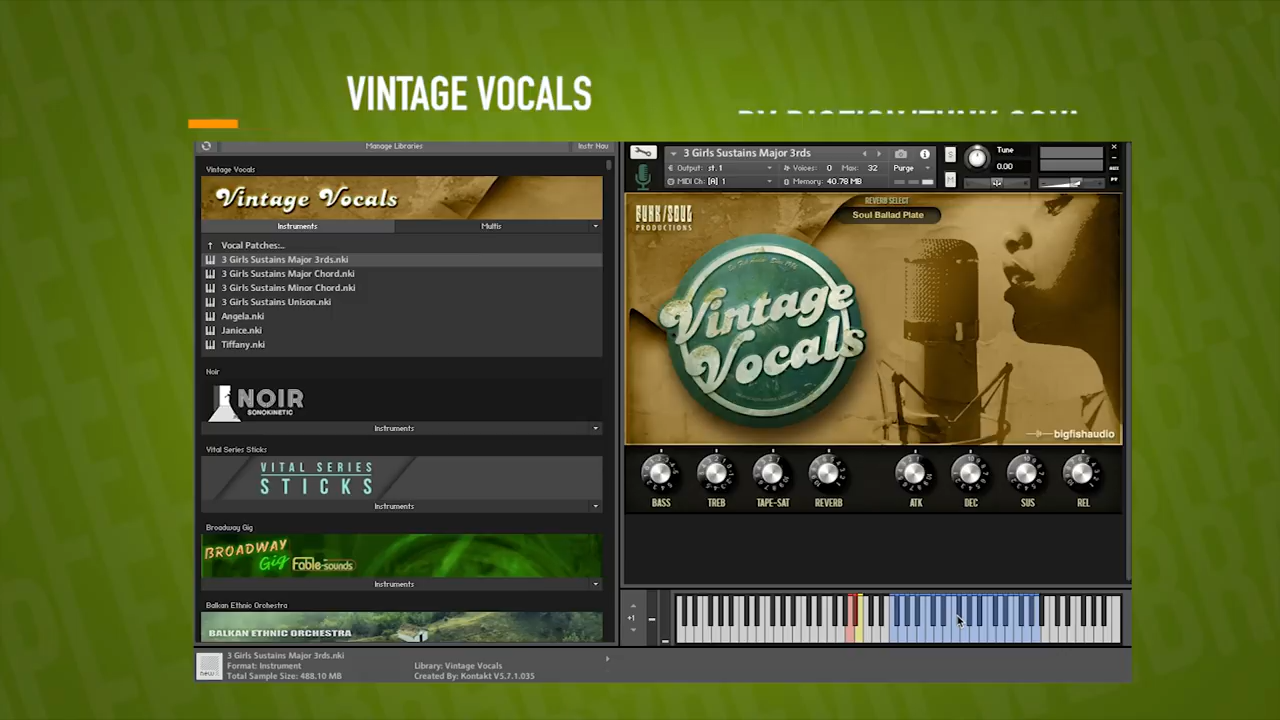 VINTAGE VOCALS
Manage Libraries
Instr Nav
Vintage Vocals
Vintage Vocals
Instruments
Multis
Vocal Patches:..
3 Girls Sustains Major 3rds.nki
3 Girls Sustains Major Chord.nki
3 Girls Sustains Minor Chord.nki
3 Girls Sustains Unison.nki
Angela.nki
Janice.nki
Tiffany.nki
Noir
NOIR
SONOKINETIC
Instruments
Vital Series Sticks
VITAL SERIES
STICKS
Instruments
Broadway Gig
BROADWAY
Gig Fable-sounds
Instruments
Balkan Ethnic Orchestra
BALKAN ETHNIC ORCHESTRA
3 Girls Sustains Major 3rds.nki
Format: Instrument
Total Sample Size: 488.10 MB
Library: Vintage Vocals
Created By: Kontakt V5.7.1.035
3 Girls Sustains Major 3rds
Output: st.1
Voices: 0 Max: 32
Purge
MIDI Ch: [A] 1
Memory: 40.78 MB
S
M
Tune
0.00
FUNK/SOUL
PRODUCTIONS
REVERB SELECT
Soul Ballad Plate
Vintage
Vocals
bigfishaudio
BASS TREB TAPE-SAT REVERB ATK DEC SUS REL
+1